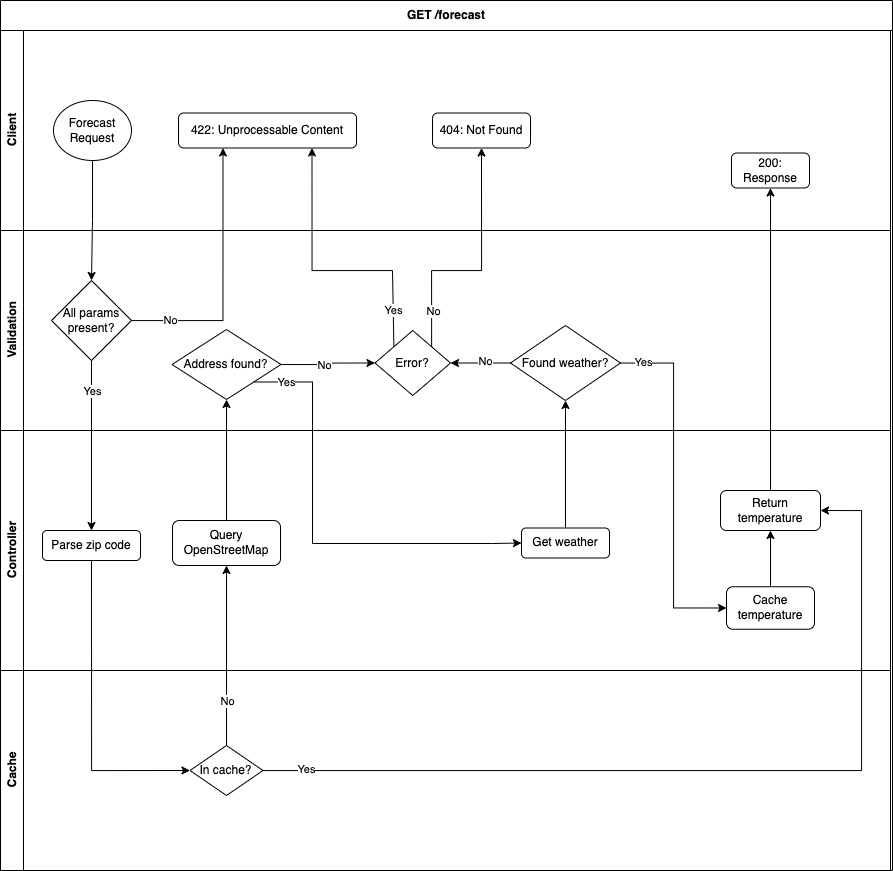 GET /forecast
Client
Forecast
Request
422: Unprocessable Content
404: Not Found
200:
Response
Validation
All params
present?
No
Yes
Address found?
No
Yes
Error?
Yes
No
Found weather?
No
Yes
Controller
Parse zip code
Query
OpenStreetMap
Get weather
Return
temperature
Cache
temperature
Cache
No
In cache?
Yes